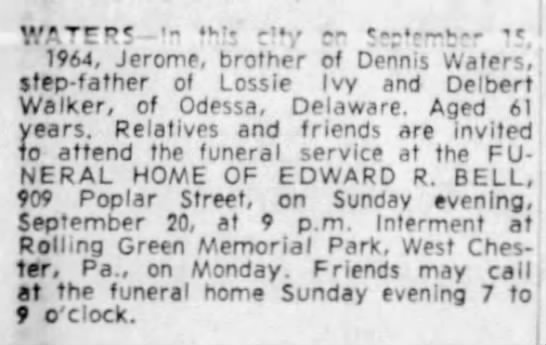 WATERS—In this city on September 15,
1964, Jerome, brother of Dennis Waters,
step-father of Lossie Ivy and Delbert
Walker, of Odessa, Delaware. Aged 61
years. Relatives and friends are invited
to attend the funeral service at the FU-
NERAL HOME OF EDWARD R. BELL,
909 Poplar Street, on Sunday evening,
September 20, at 9 p.m. Interment at
Rolling Green Memorial Park, West Ches-
ter, Pa., on Monday. Friends may call
at the funeral home Sunday evening 7 to
9 o'clock.